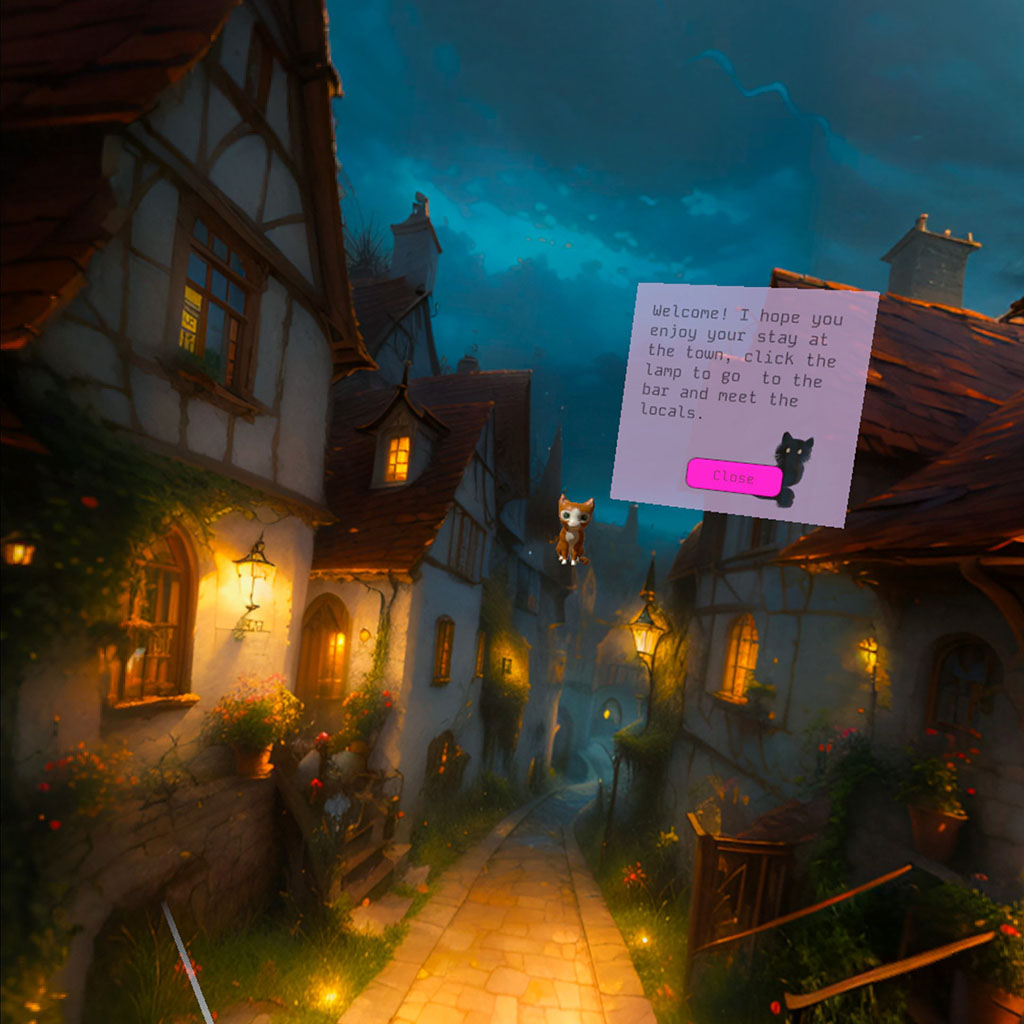 Welcome! I hope you
enjoy your stay at
the town, click the
lamp to go  to the
bar and meet the
locals.
Close